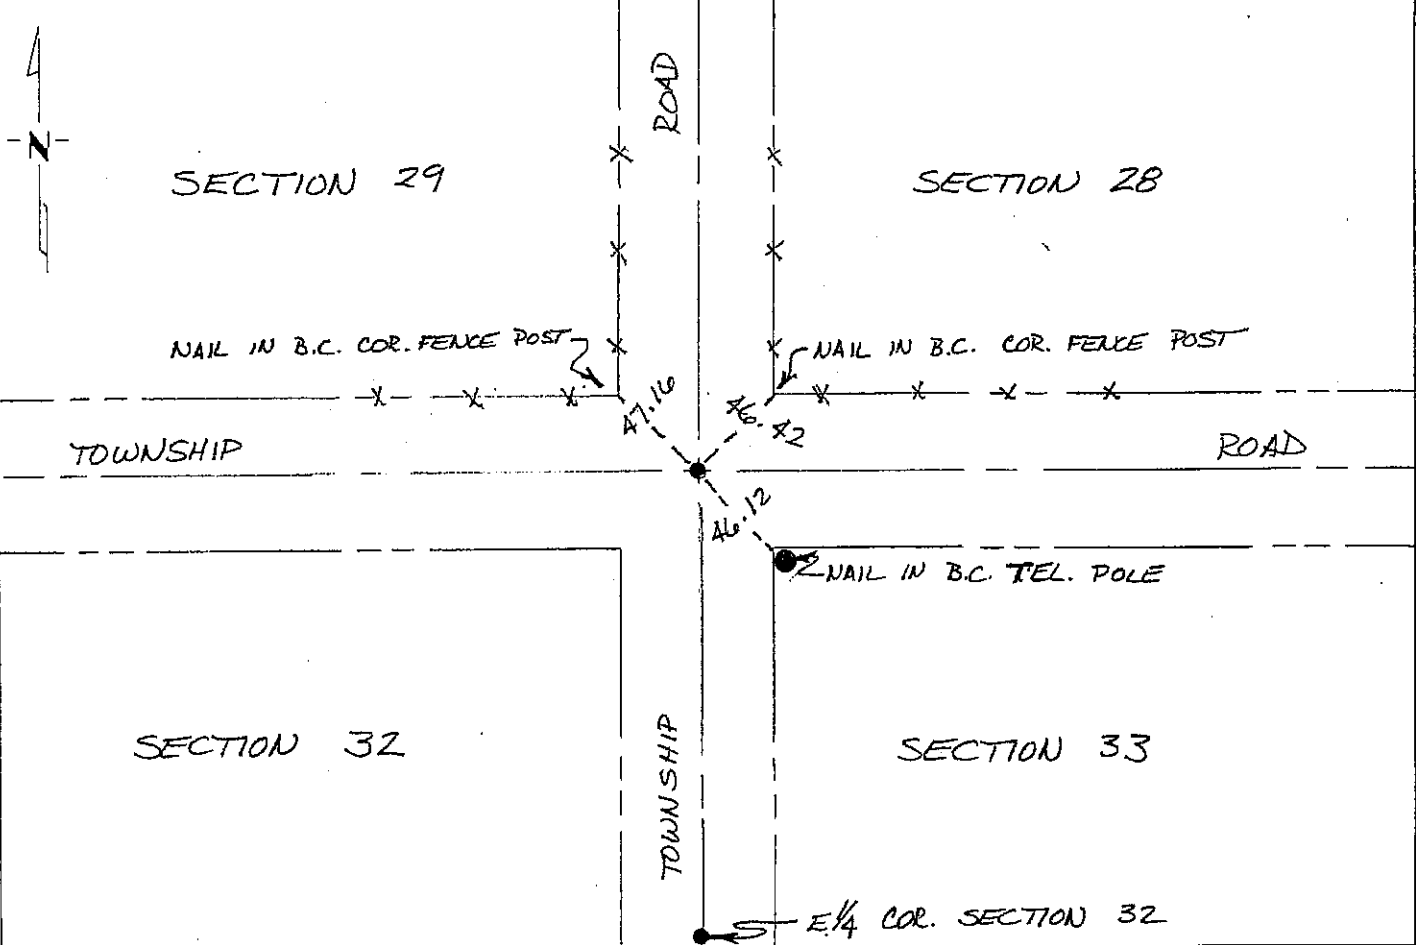 ROAD
N
SECTION 29
SECTION 28
NAIL IN B.C. COR. FENCE POST
NAIL IN B.C. COR. FENCE POST
47.16
46.42
TOWNSHIP
ROAD
46.12
NAIL IN B.C. TEL. POLE
SECTION 32
SECTION 33
TOWNSHIP
E.1/4 COR. SECTION 32